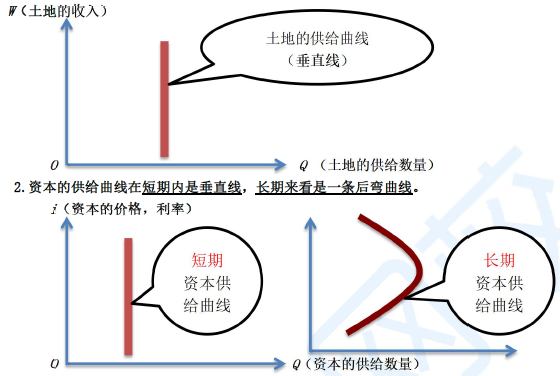 W（土地的收入）
土地的供给曲线
（垂直线）
O
Q （土地的供给数量）
2. 资本的供给曲线在短期内是垂直线，长期来看是一条后弯曲线。
i（资本的价格，利率）
短期
资本供
给曲线
长期
资本供
给曲线
O
Q（资本的供给数量）